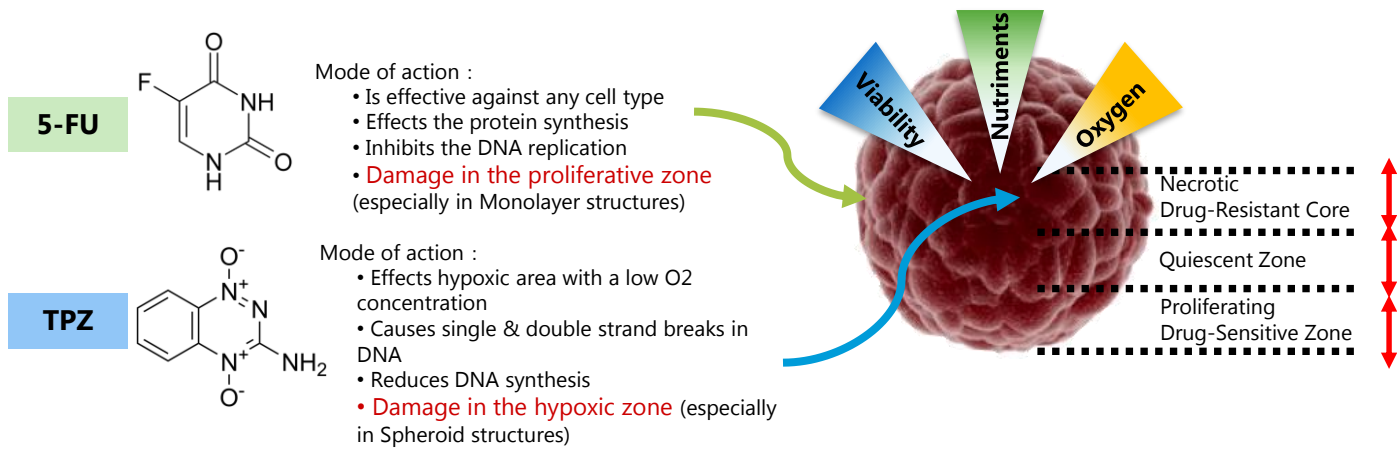 5-FU
F
O
NH
O
N
H
Mode of action :
• Is effective against any cell type
• Effects the protein synthesis
• Inhibits the DNA replication
• Damage in the proliferative zone
(especially in Monolayer structures)
TPZ
O-
N+
N
N+
NH2
O-
Mode of action :
• Effects hypoxic area with a low O2
concentration
• Causes single & double strand breaks in
DNA
• Reduces DNA synthesis
• Damage in the hypoxic zone (especially
in Spheroid structures)
Viability
Nutriments
Oxygen
Necrotic
Drug-Resistant Core
Quiescent Zone
Proliferating
Drug-Sensitive Zone